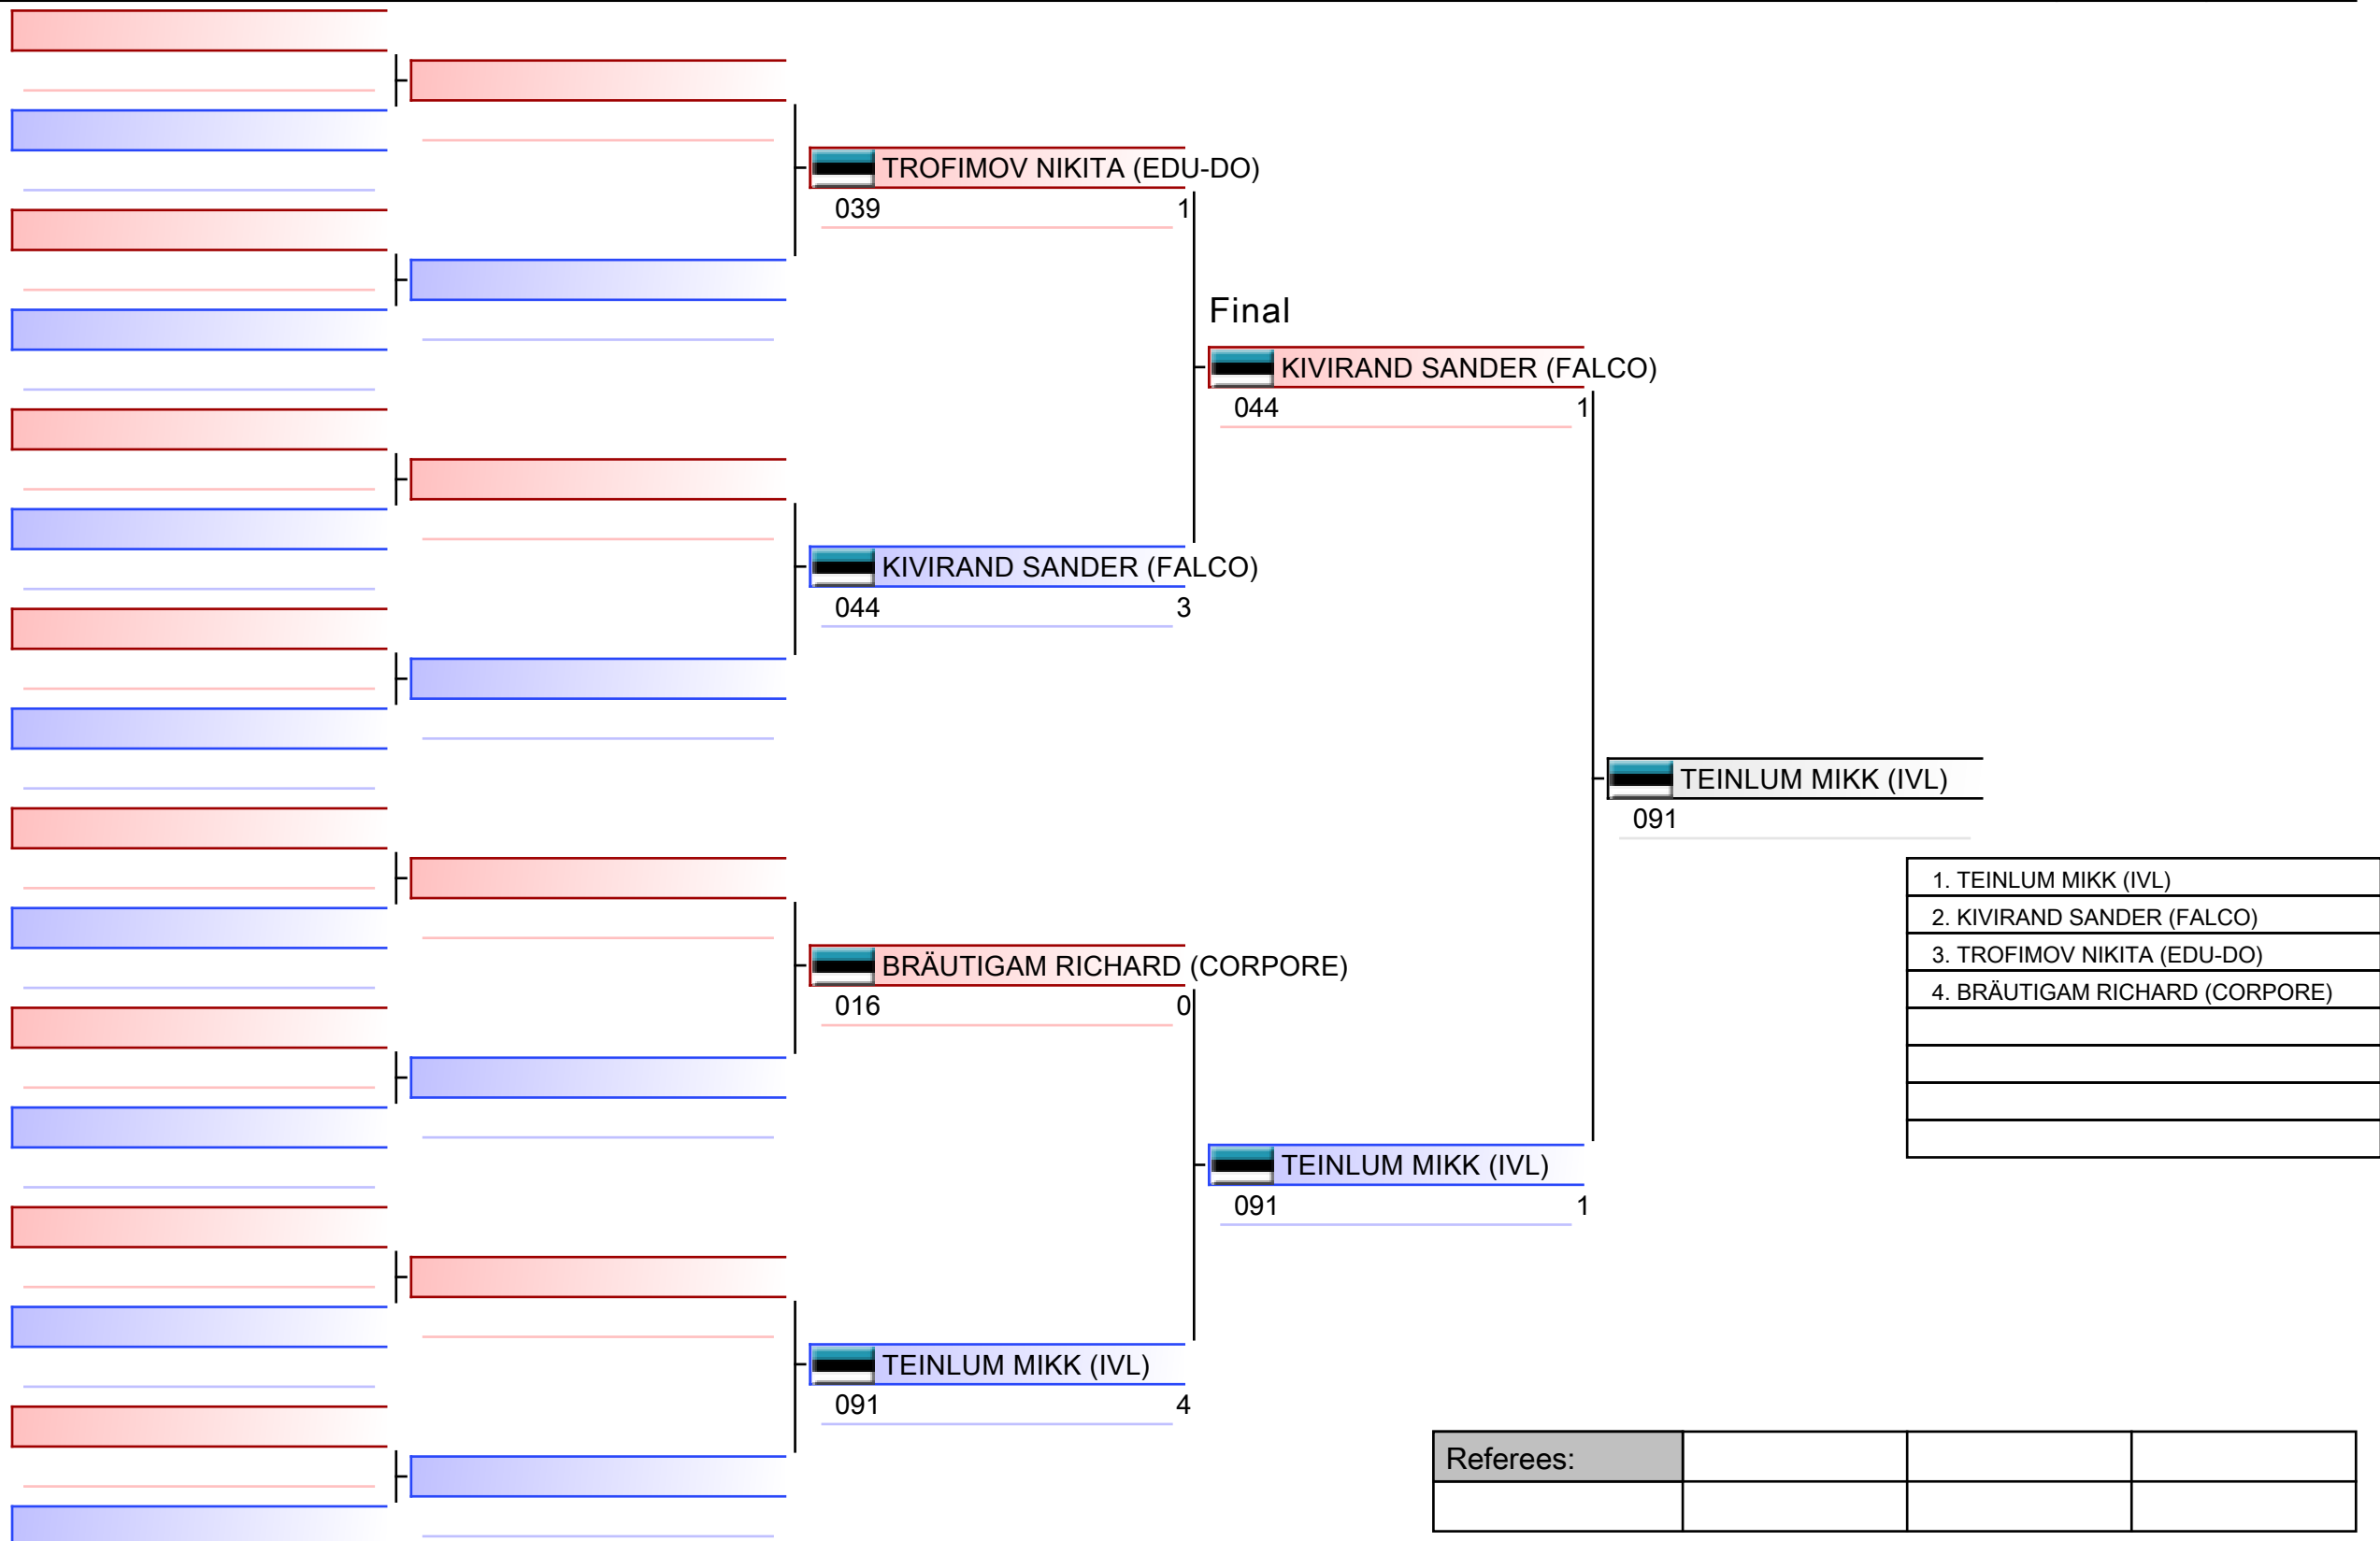 TROFIMOV NIKITA (EDU-DO)
039 1
Final
KIVIRAND SANDER (FALCO)
044 1
KIVIRAND SANDER (FALCO)
044 3
TEINLUM MIKK (IVL)
091
1. TEINLUM MIKK (IVL)
2. KIVIRAND SANDER (FALCO)
3. TROFIMOV NIKITA (EDU-DO)
4. BRÄUTIGAM RICHARD (CORPORE)
BRÄUTIGAM RICHARD (CORPORE)
016 0
TEINLUM MIKK (IVL)
091 1
TEINLUM MIKK (IVL)
091 4
Referees: